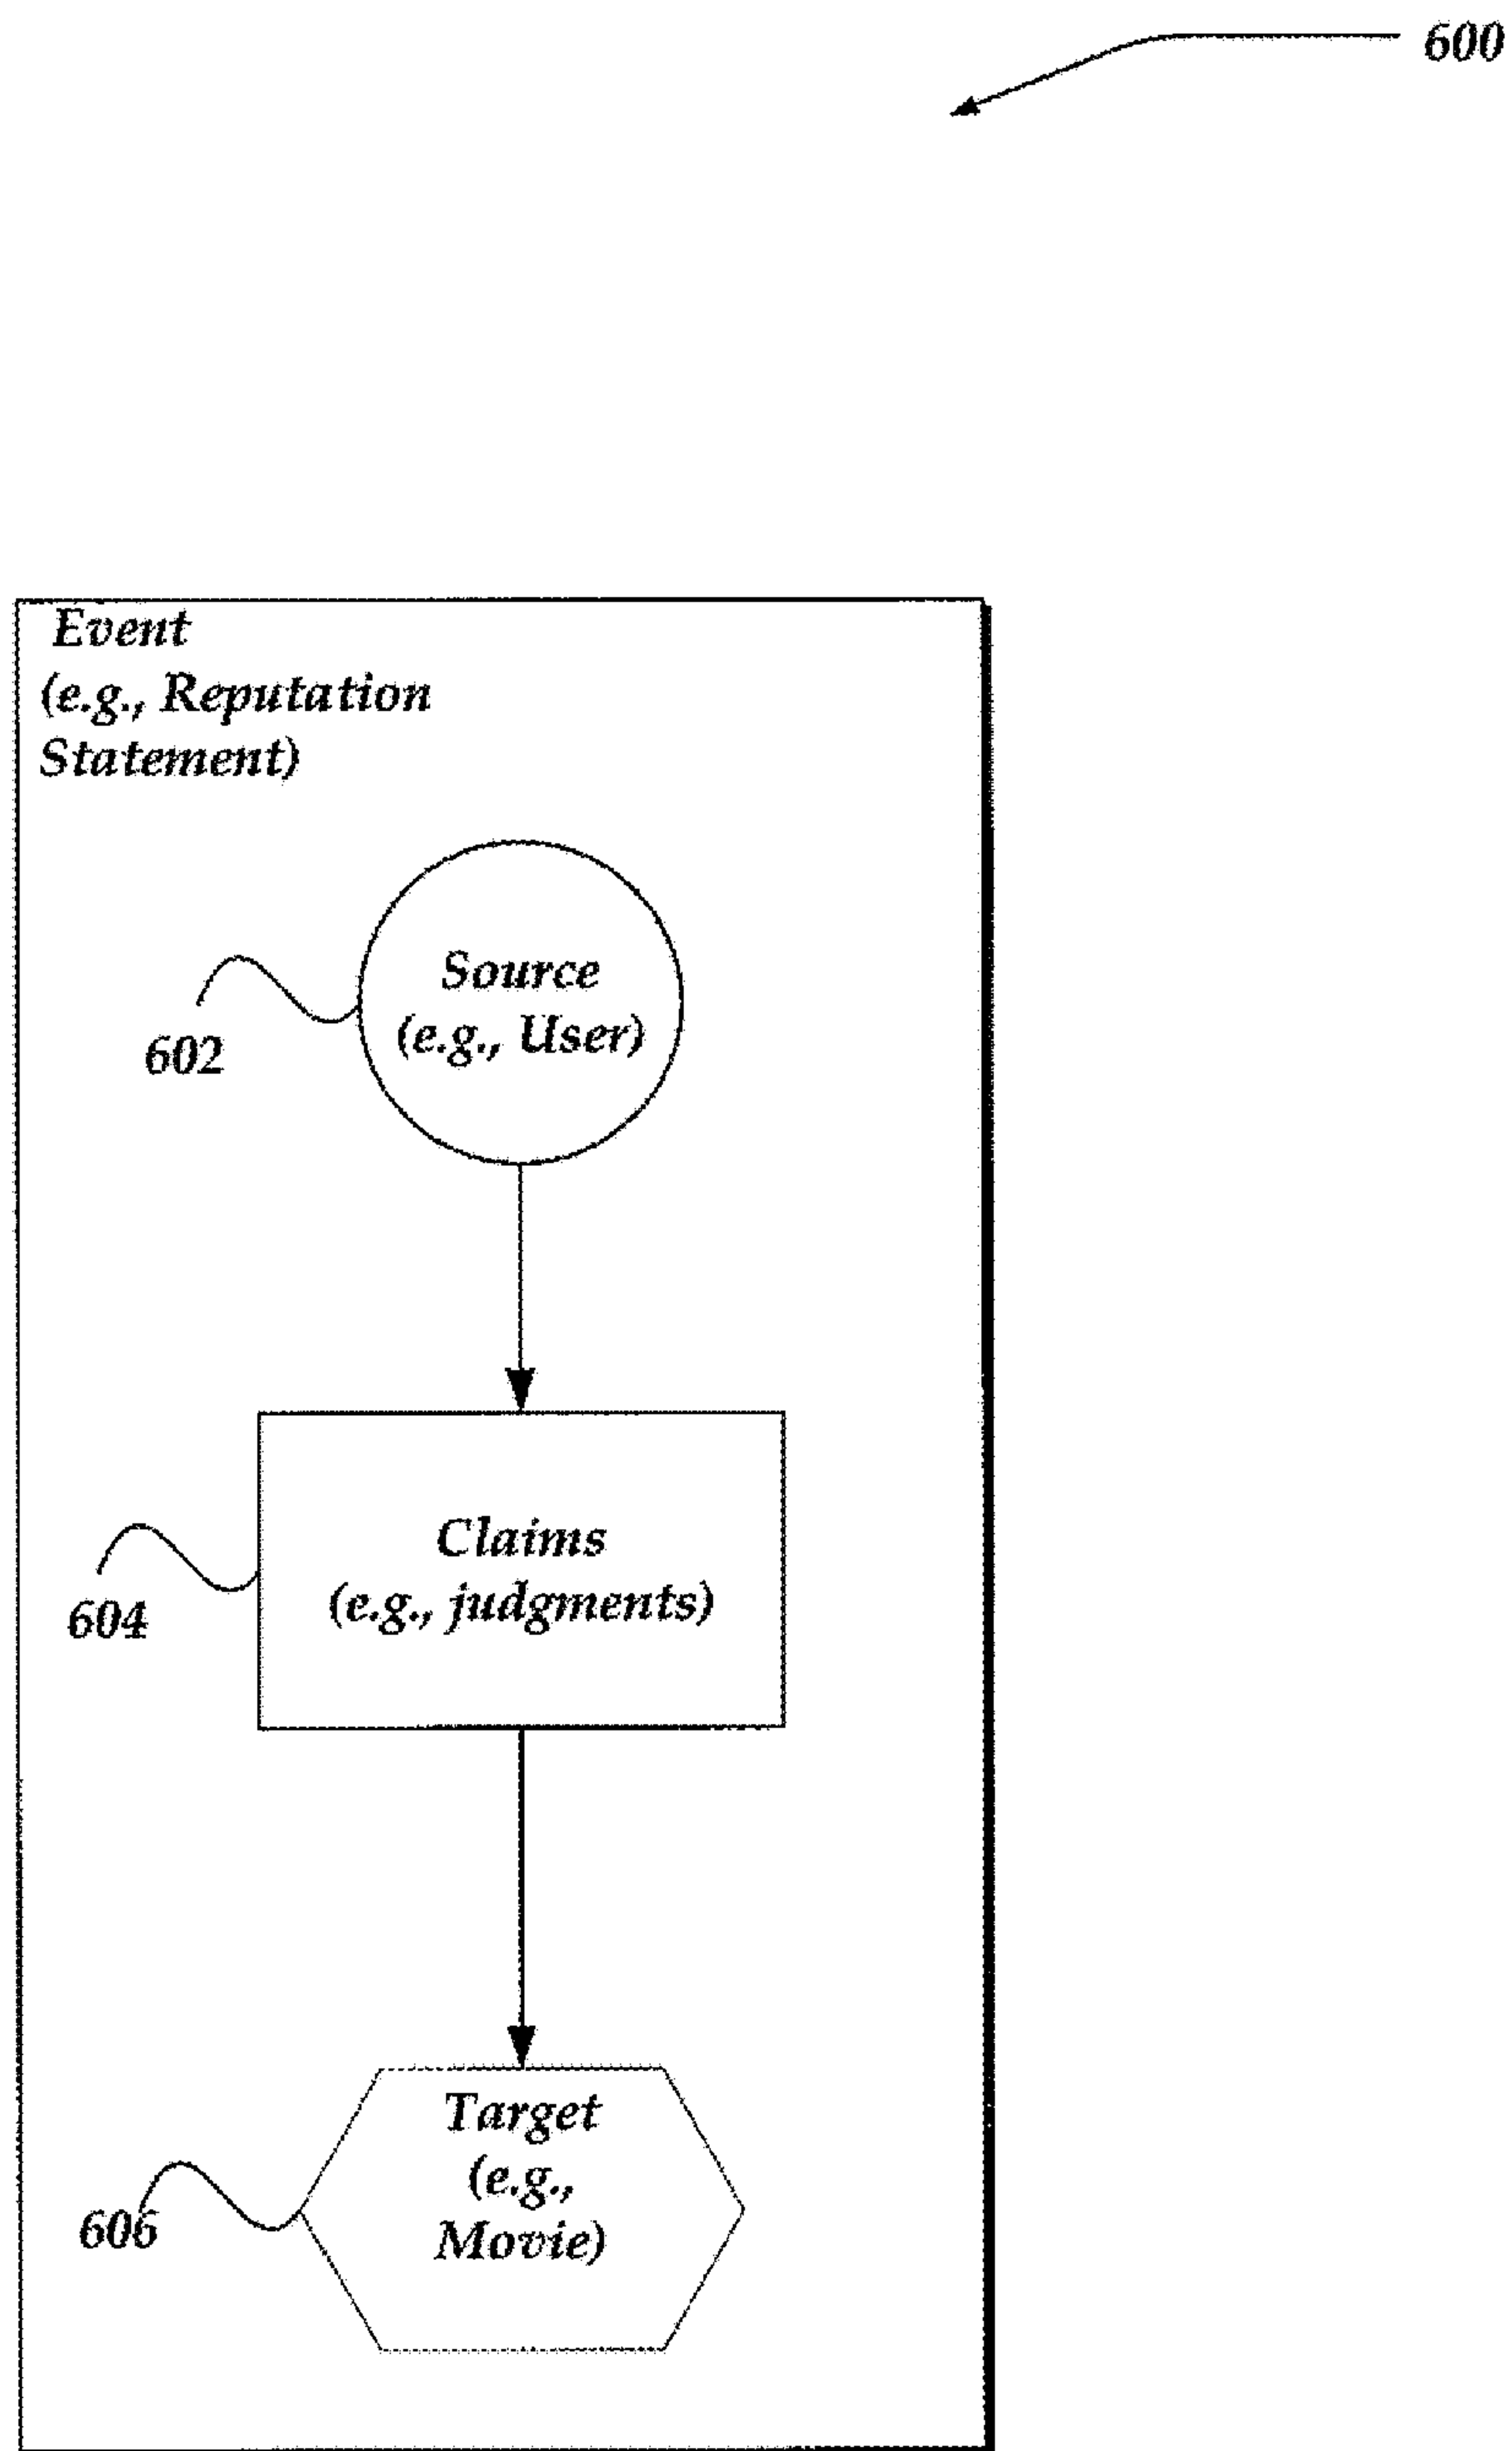 600
Event
(e.g., Reputation
Statement)
Source
(e.g., User)
602
Claims
(e.g., judgments)
604
Target
(e.g.,
Movie)
606